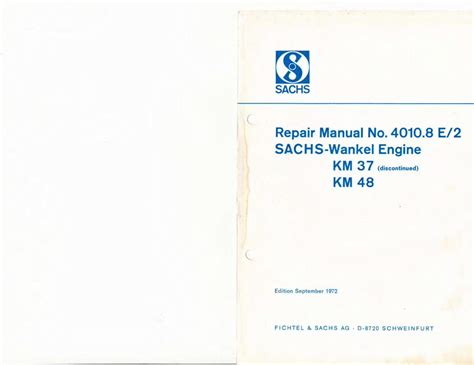 S
SACHS
Repair Manual No. 4010.8 E/2
SACHS-Wankel Engine
KM 37 (discontinued)
KM 48
Edition September 1972
FICHTEL & SACHS AG - D-8720 SCHWEINFURT